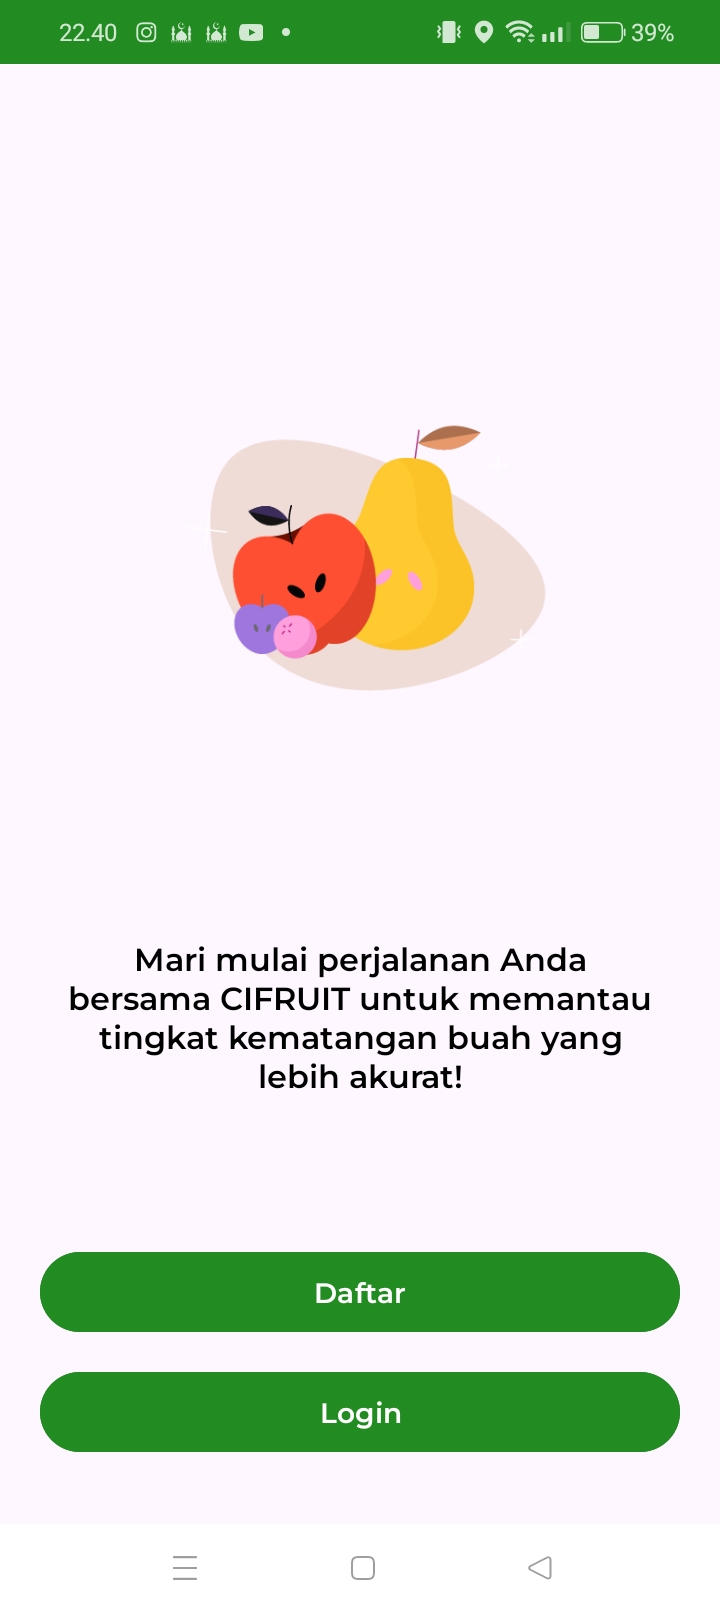 22.40
39%
Mari mulai perjalanan Anda
bersama CIFRUIT untuk memantau
tingkat kematangan buah yang
lebih akurat!
Daftar
Login